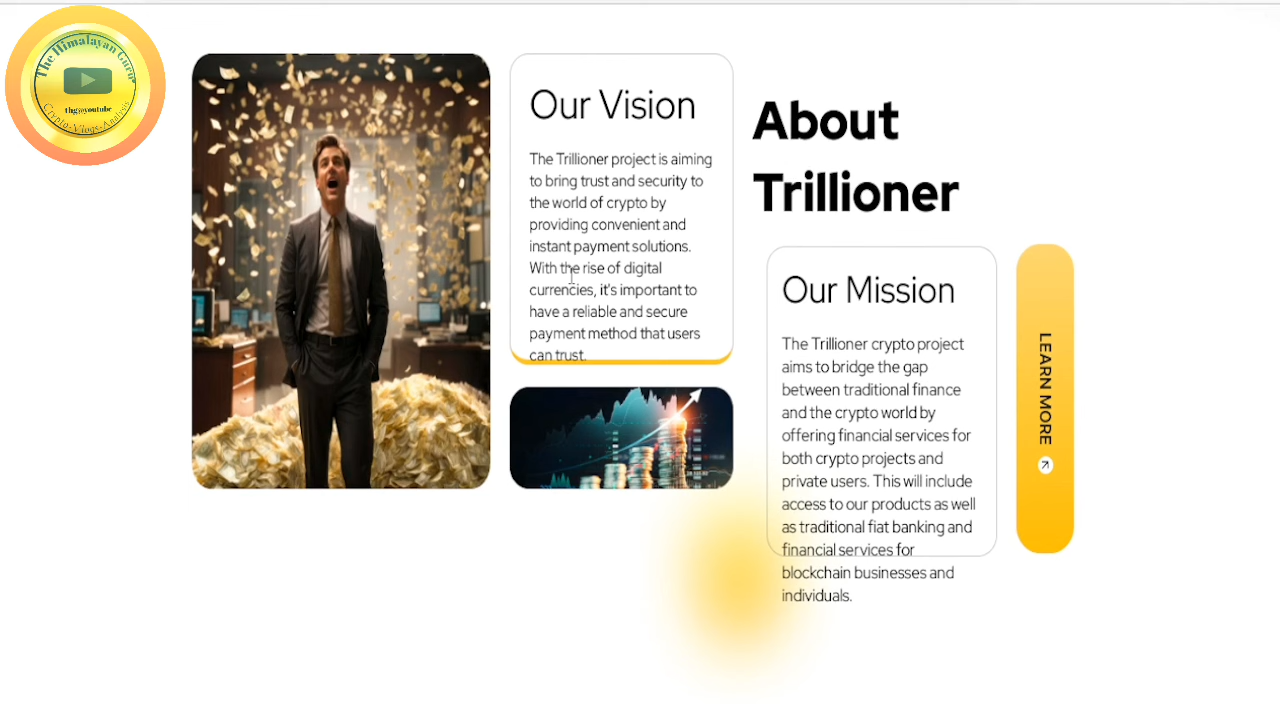 The Himalayan Guru
thg@youtube
Crypto-Vlogs-Analysis
Our Vision
The Trillioner project is aiming
to bring trust and security to
the world of crypto by
providing convenient and
instant payment solutions.
With the rise of digital
currencies, it's important to
have a reliable and secure
payment method that users
can trust.
About
Trillioner
Our Mission
The Trillioner crypto project
aims to bridge the gap
between traditional finance
and the crypto world by
offering financial services for
both crypto projects and
private users. This will include
access to our products as well
as traditional fiat banking and
financial services for
blockchain businesses and
individuals.
LEARN MORE